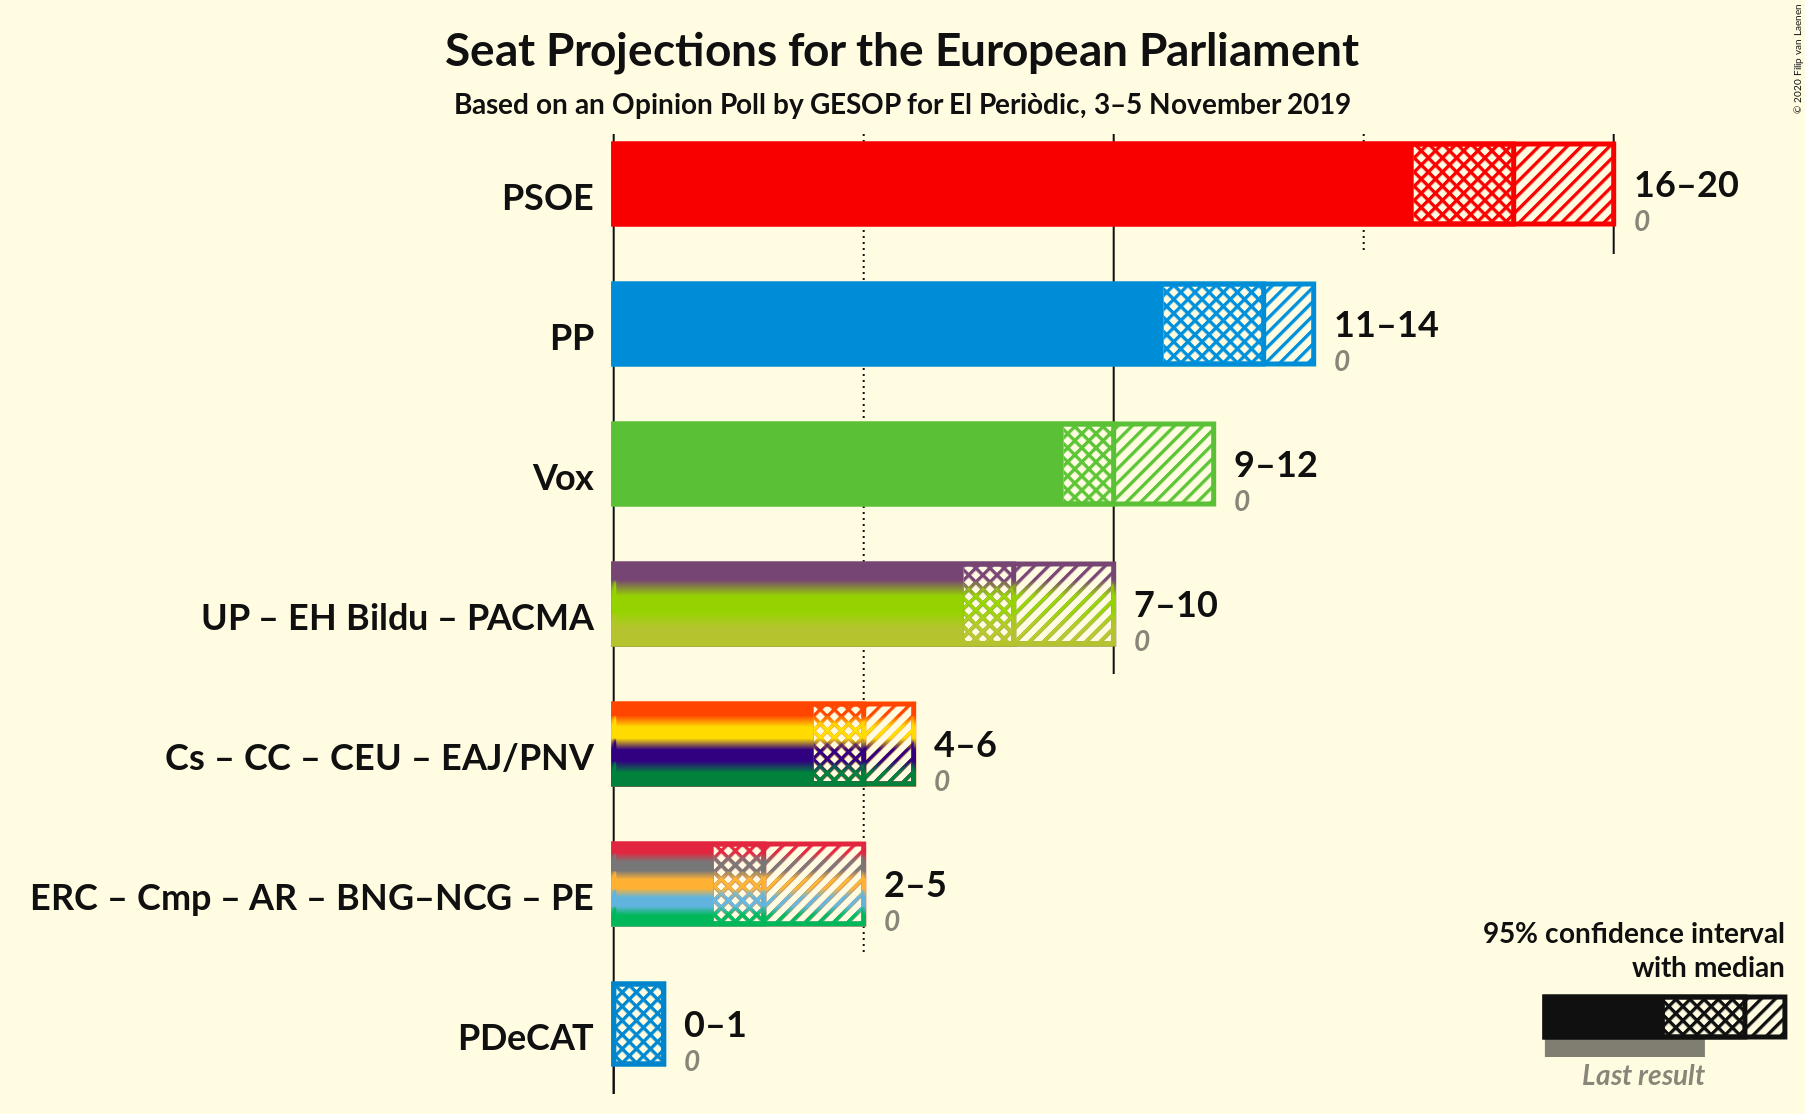 Seat Projections for the European Parliament
Based on an Opinion Poll by GESOP for El Periòdic, 3–5 November 2019
© 2020 Filip van Laenen
PSOE
16–20
0
PP
11–14
0
Vox
9–12
0
UP – EH Bildu – PACMA
7–10
0
Cs – CC – CEU – EAJ/PNV
4–6
0
ERC – Cmp – AR – BNG–NCG – PE
2–5
0
PDeCAT
0–1
0
95% confidence interval
with median
Last result